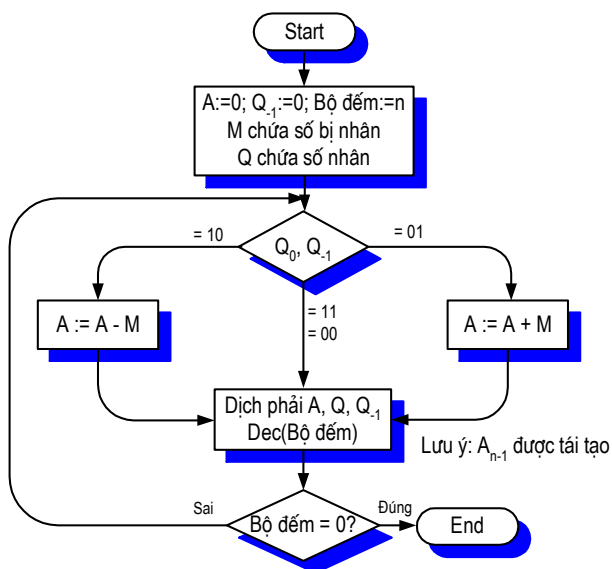 Start
A:=0; Q-1:=0; Bộ đếm:=n
M chứa số bị nhân
Q chứa số nhân
= 10
Q0, Q-1
= 01
= 11
= 00
A := A - M
A := A + M
Dịch phải A, Q, Q-1
Dec(Bộ đếm)
Lưu ý: An-1 được tái tạo
Sai
Bộ đếm = 0?
Đúng
End